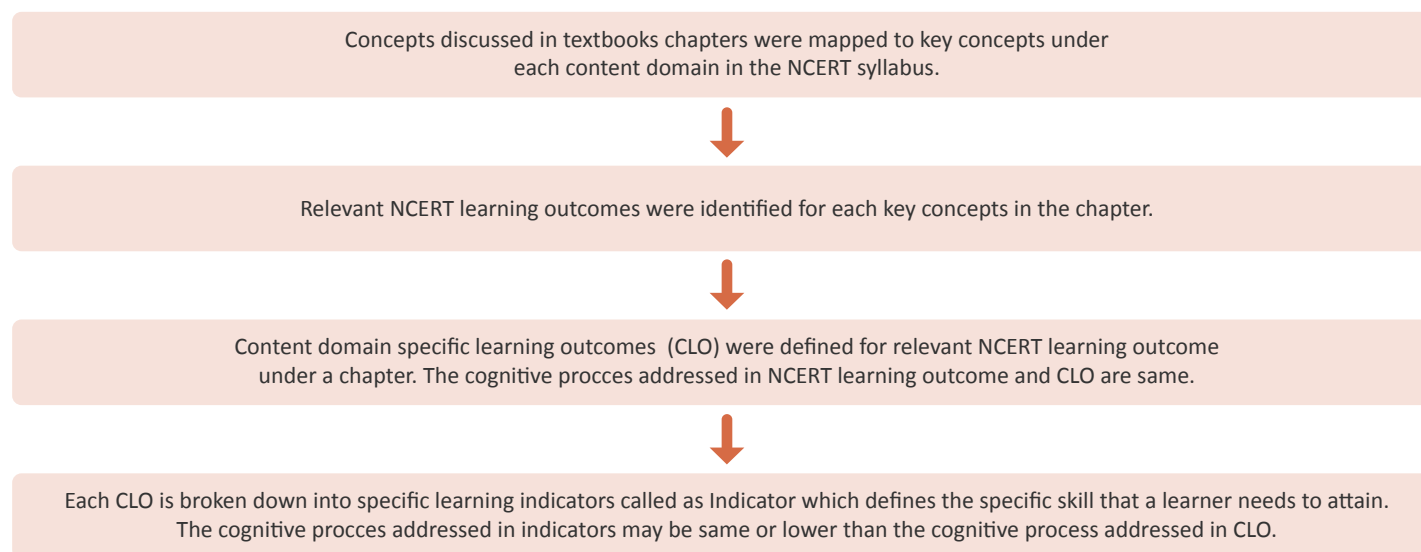 Concepts discussed in textbooks chapters were mapped to key concepts under
each content domain in the NCERT syllabus.
Relevant NCERT learning outcomes were identified for each key concepts in the chapter.
Content domain specific learning outcomes (CLO) were defined for relevant NCERT learning outcome
under a chapter. The cognitive procces addressed in NCERT learning outcome and CLO are same.
Each CLO is broken down into specific learning indicators called as Indicator which defines the specific skill that a learner needs to attain.
The cognitive procces addressed in indicators may be same or lower than the cognitive process addressed in CLO.